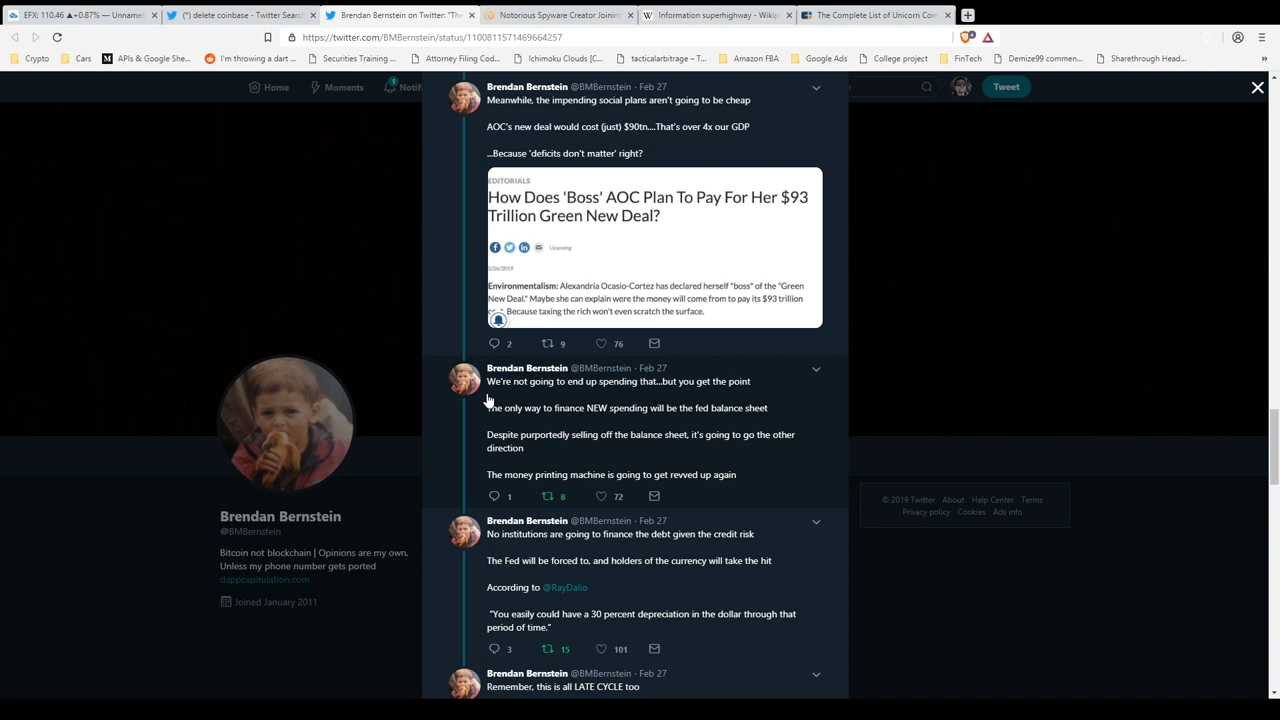 EFX: 110.46 ▲+0.87% — Unname
(*) delete coinbase - Twitter Searc
Brendan Bernstein on Twitter: "The
Notorious Spyware Creator Joining
Information superhighway - Wikip
The Complete List of Unicorn Con
https://twitter.com/BMBernstein/status/1100811571469664257
4
Crypto
Cars
APIs & Google She...
I'm throwing a dart ...
Securities Training ...
Attorney Filing Cod...
Ichimoku Clouds [C...
tacticalarbitrage – T...
Amazon FBA
Google Ads
College project
FinTech
Demize99 commen...
Sharethrough Head...
»
Home
Moments
1
Notifi
Tweet
Brendan Bernstein @BMBernstein · Feb 27
Meanwhile, the impending social plans aren't going to be cheap
AOC's new deal would cost (just) $90tn....That's over 4x our GDP
...Because 'deficits don't matter' right?
EDITORIALS
How Does 'Boss' AOC Plan To Pay For Her $93
Trillion Green New Deal?
Licensing
2/26/2019
Environmentalism: Alexandria Ocasio-Cortez has declared herself "boss" of the "Green
New Deal." Maybe she can explain were the money will come from to pay its $93 trillion
Because taxing the rich won't even scratch the surface.
2 9 76
Brendan Bernstein @BMBernstein · Feb 27
We're not going to end up spending that...but you get the point
The only way to finance NEW spending will be the fed balance sheet
Despite purportedly selling off the balance sheet, it's going to go the other
direction
The money printing machine is going to get revved up again
1 8 72
Brendan Bernstein @BMBernstein · Feb 27
No institutions are going to finance the debt given the credit risk
The Fed will be forced to, and holders of the currency will take the hit
According to @RayDalio
"You easily could have a 30 percent depreciation in the dollar through that
period of time."
3 15 101
Brendan Bernstein @BMBernstein · Feb 27
Remember, this is all LATE CYCLE too
Brendan Bernstein
@BMBernstein
Bitcoin not blockchain | Opinions are my own.
Unless my phone number gets ported
dappcapitulation.com
Joined January 2011
© 2019 Twitter About Help Center Terms
Privacy policy Cookies Ads info